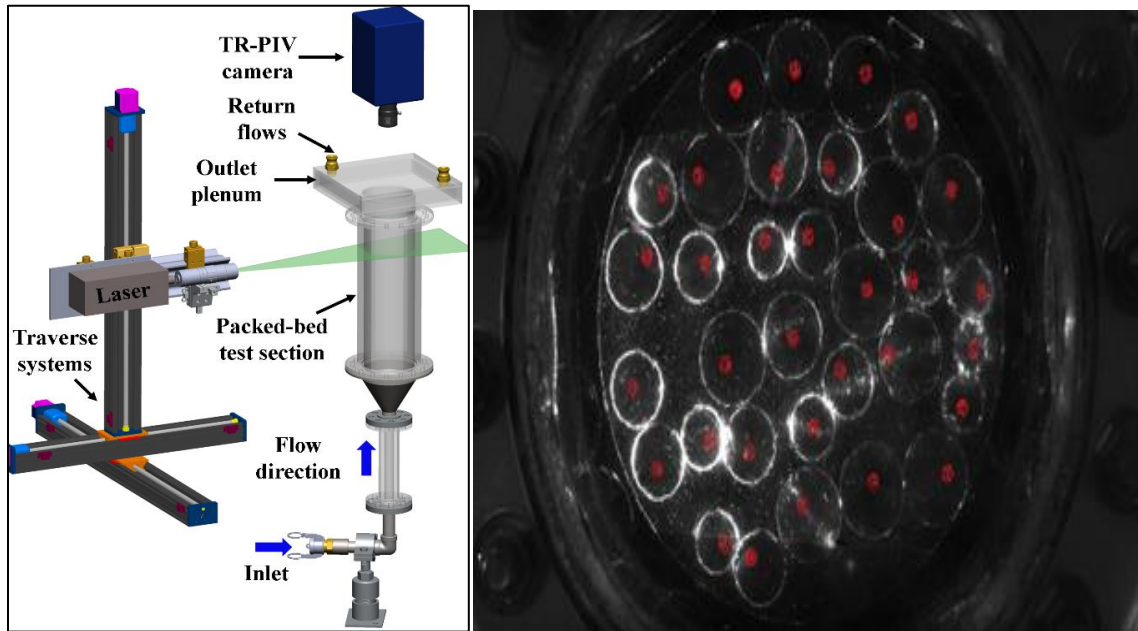 TR-PIV
camera
Return
flows
Outlet
plenum
Laser
Packed-bed
test section
Traverse
systems
Flow
direction
Inlet